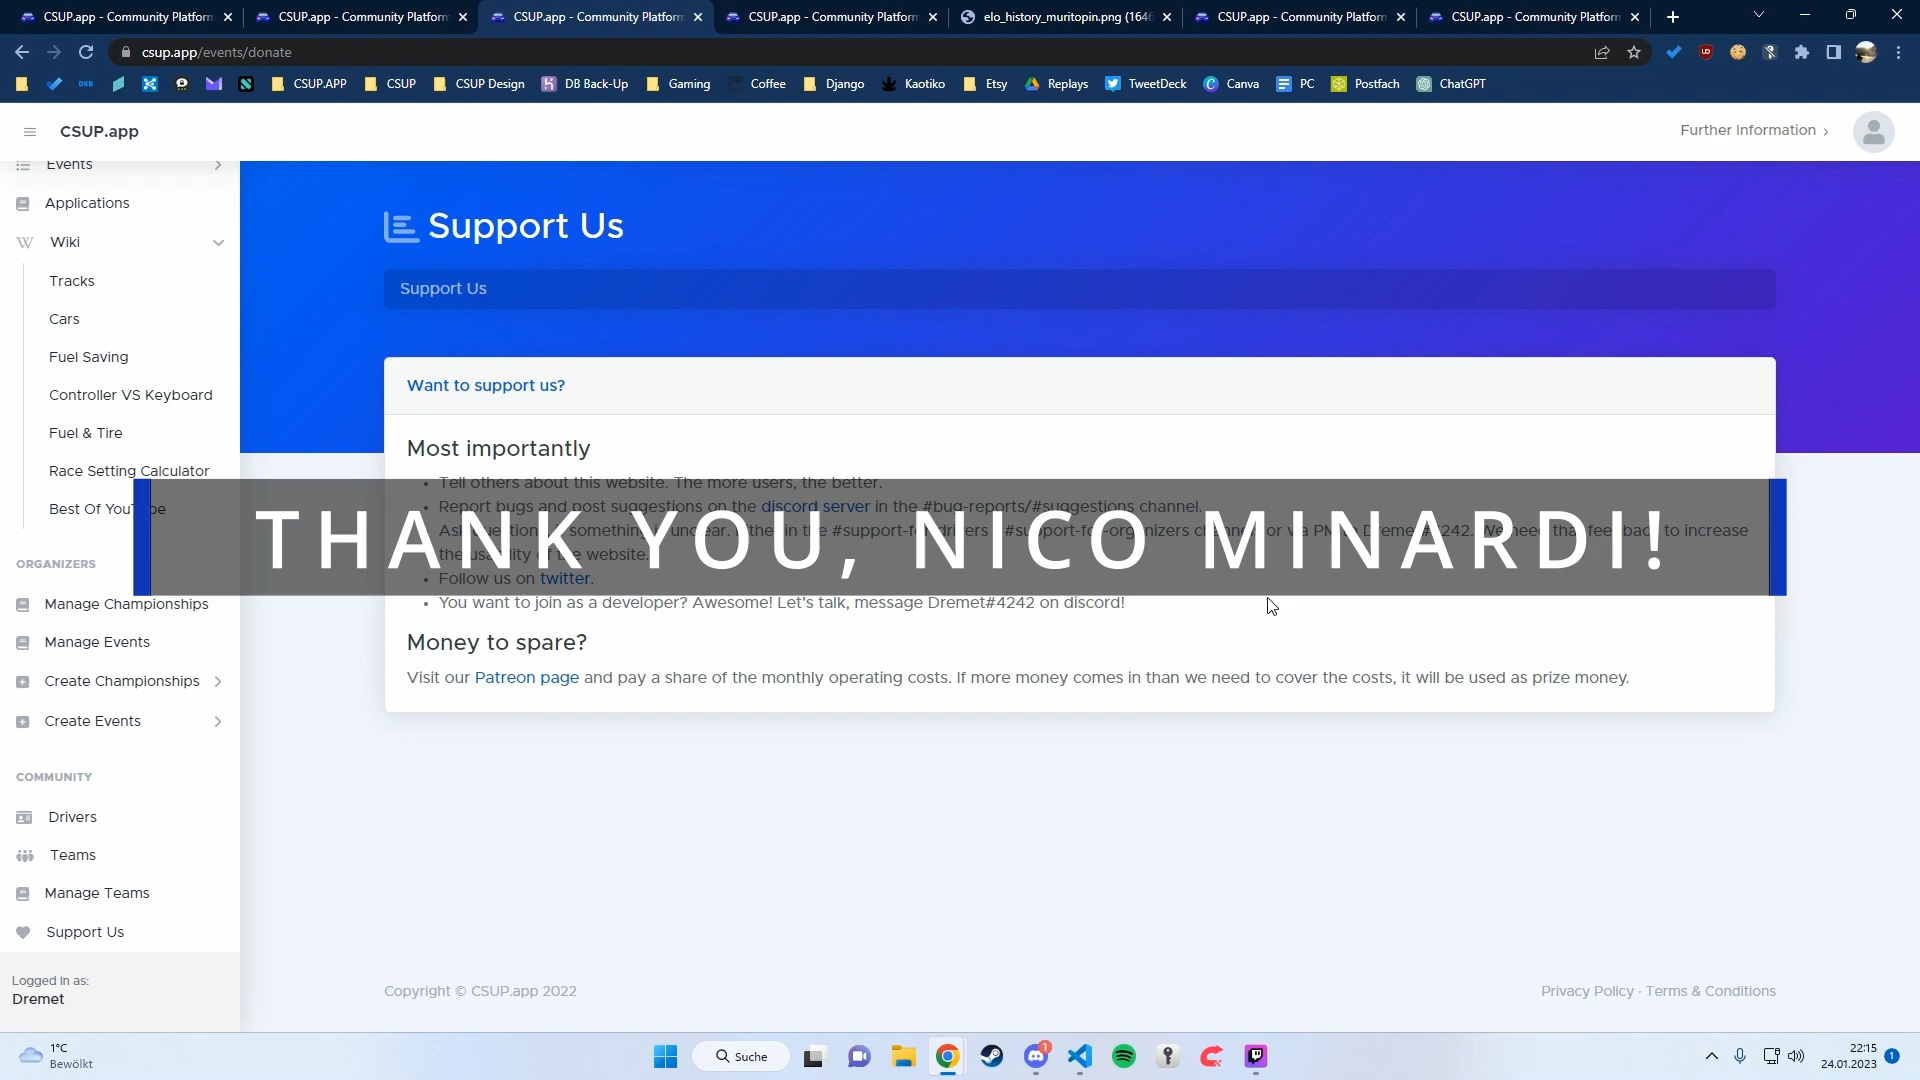 CSUP.app - Community Platform
CSUP.app - Community Platform
CSUP.app - Community Platform
CSUP.app - Community Platform
elo_history_muritopin.png (1646
CSUP.app - Community Platform
CSUP.app - Community Platform
csup.app/events/donate
DKB
CSUP.APP
CSUP
CSUP Design
DB Back-Up
Gaming
Coffee
Django
Kaotiko
Etsy
Replays
TweetDeck
Canva
PC
Postfach
ChatGPT
CSUP.app
Further Information
Events
Applications
Wiki
Tracks
Cars
Fuel Saving
Controller VS Keyboard
Fuel & Tire
Race Setting Calculator
Best Of YouTube
ORGANIZERS
Manage Championships
Manage Events
Create Championships
Create Events
COMMUNITY
Drivers
Teams
Manage Teams
Support Us
Logged in as:
Dremet
Support Us
Support Us
Want to support us?
Most importantly
Tell others about this website. The more users, the better.
Report bugs and post suggestions on the discord server in the #bug-reports/#suggestions channel.
THANK YOU, NICO MINARDI!
Follow us on twitter.
You want to join as a developer? Awesome! Let's talk, message Dremet#4242 on discord!
Money to spare?
Visit our Patreon page and pay a share of the monthly operating costs. If more money comes in than we need to cover the costs, it will be used as prize money.
Copyright © CSUP.app 2022
Privacy Policy · Terms & Conditions
1°C
Bewölkt
Suche
1
22:15
24.01.2023
1